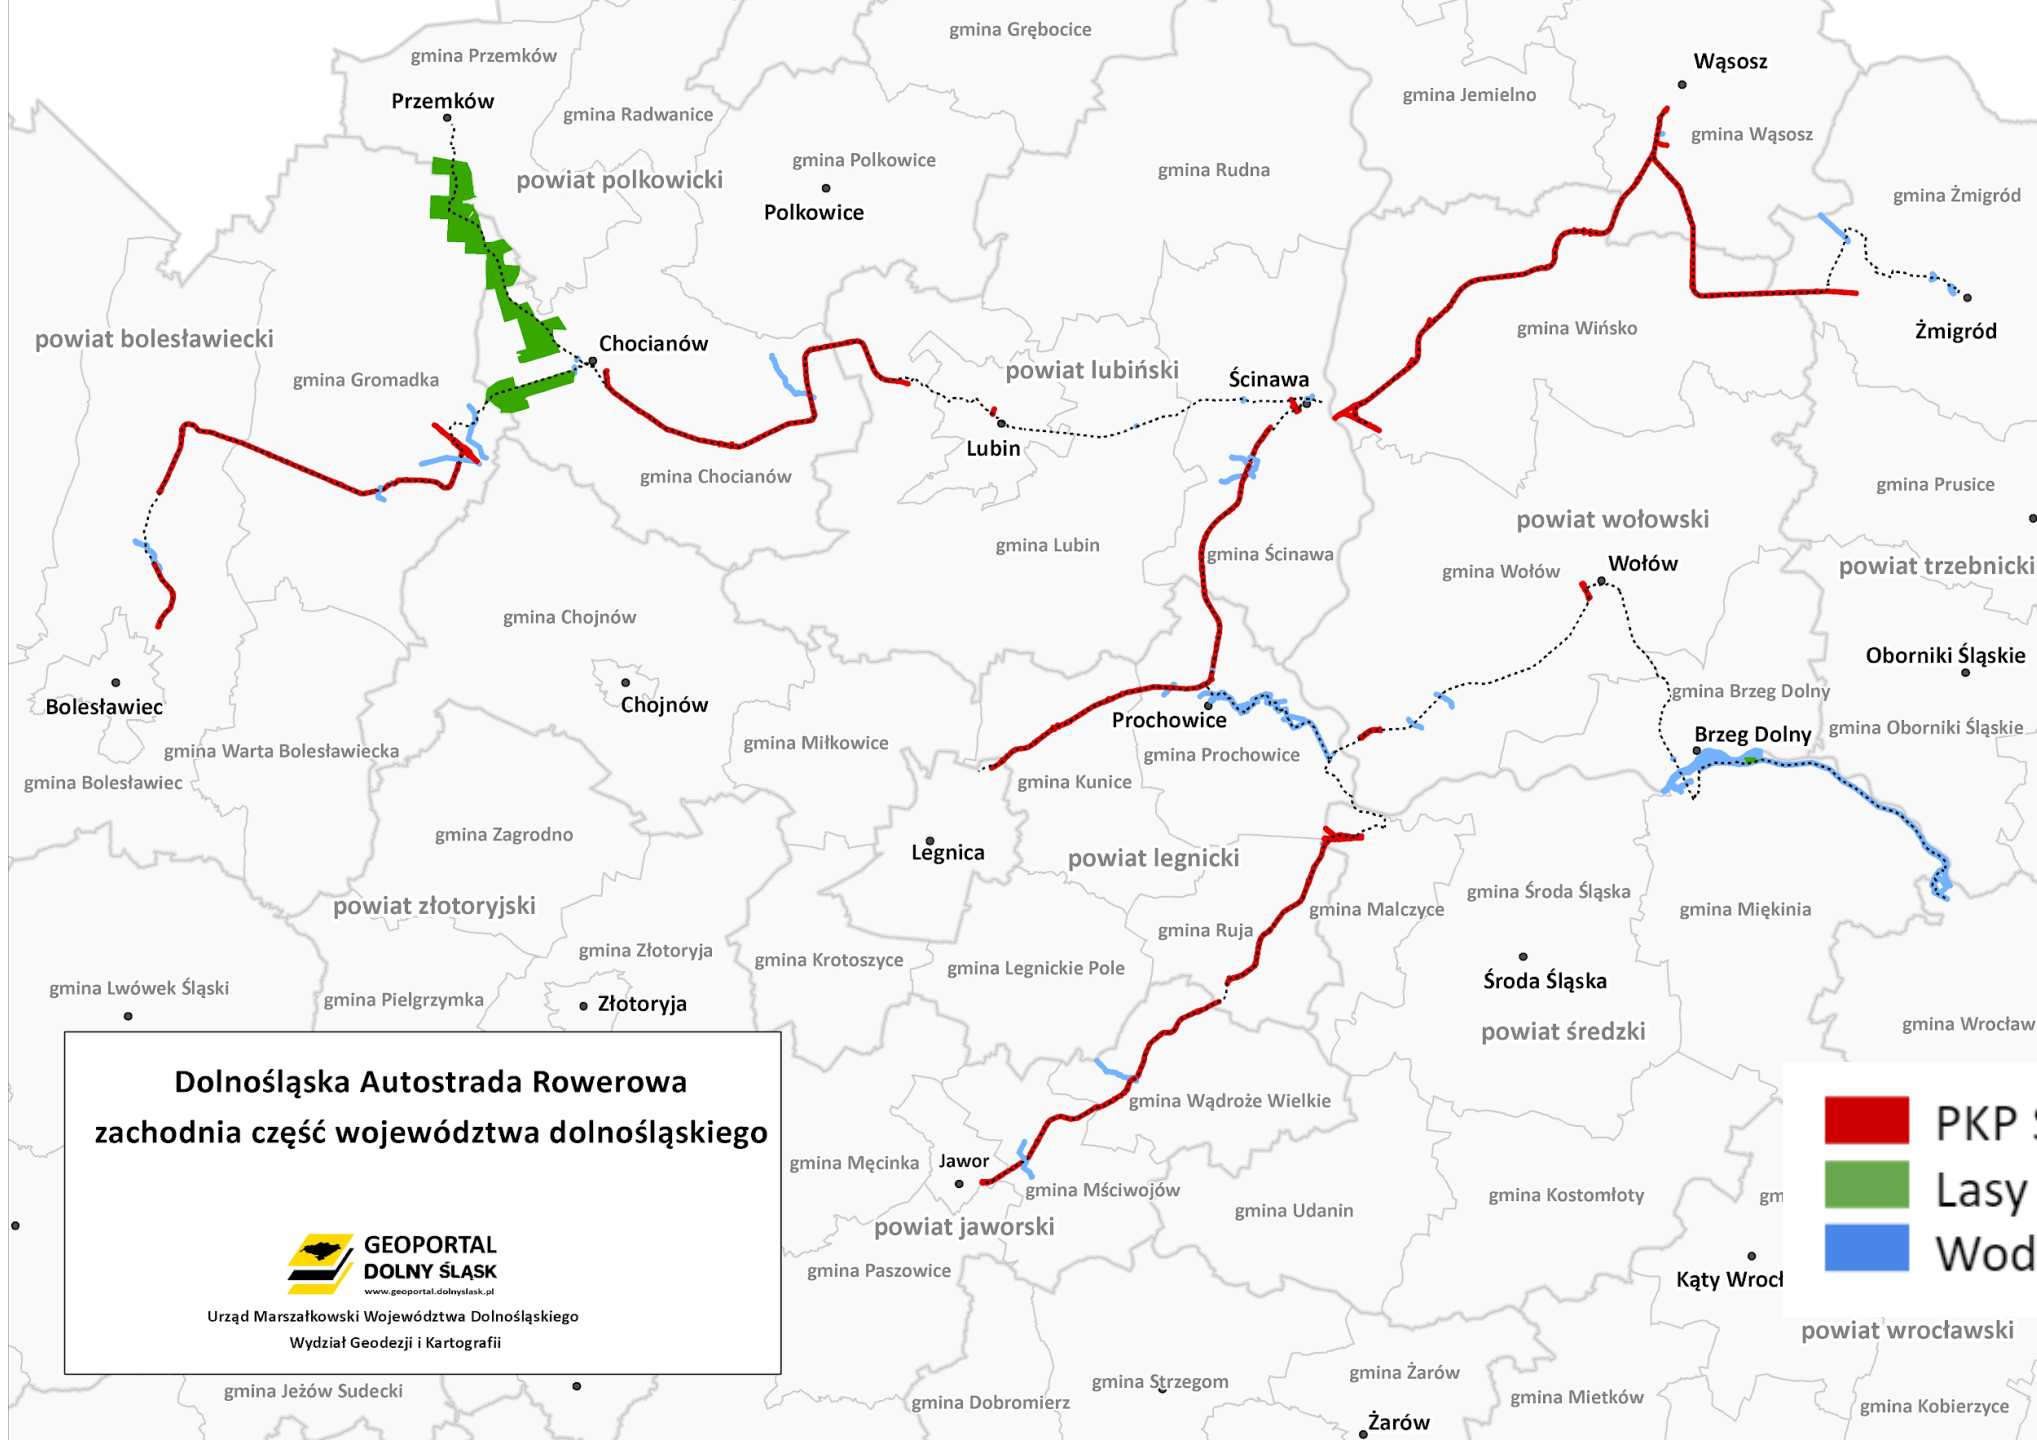 gmina Grębocice
gmina Przemków
Wąsosz
Przemków
gmina Jemielno
gmina Radwanice
gmina Wąsosz
gmina Polkowice
gmina Rudna
powiat polkowicki
gmina Żmigród
Polkowice
powiat bolesławiecki
Chocianów
gmina Wińsko
Żmigród
gmina Gromadka
powiat lubiński
Ścinawa
Lubin
gmina Chocianów
gmina Prusice
powiat wołowski
gmina Lubin
gmina Ścinawa
gmina Wołów
Wołów
powiat trzebnicki
gmina Chojnów
Oborniki Śląskie
Bolesławiec
Chojnów
gmina Brzeg Dolny
Prochowice
gmina Warta Bolesławiecka
gmina Miłkowice
gmina Prochowice
Brzeg Dolny
gmina Oborniki Śląskie
gmina Bolesławiec
gmina Kunice
gmina Zagrodno
Legnica
powiat legnicki
powiat złotoryjski
gmina Malczyce
gmina Środa Śląska
gmina Miękinia
gmina Ruja
gmina Złotoryja
gmina Krotoszyce
gmina Legnickie Pole
Środa Śląska
gmina Lwówek Śląski
gmina Pielgrzymka
Złotoryja
powiat średzki
gmina Wrocław
Dolnośląska Autostrada Rowerowa
zachodnia część województwa dolnośląskiego
gmina Wądroże Wielkie
PKP
gmina Męcinka
Jawor
gmina Mściwojów
gmina Kostomłoty
gm
Lasy
gmina Udanin
powiat jaworski
GEOPORTAL
DOLNY ŚLĄSK
www.geoportal.dolnyslask.pl
Wod
gmina Paszowice
Kąty Wrocł
Urząd Marszałkowski Województwa Dolnośląskiego
Wydział Geodezji i Kartografii
powiat wrocławski
gmina Jeżów Sudecki
gmina Dobromierz
gmina Strzegom
gmina Żarów
gmina Mietków
gmina Kobierzyce
Żarów